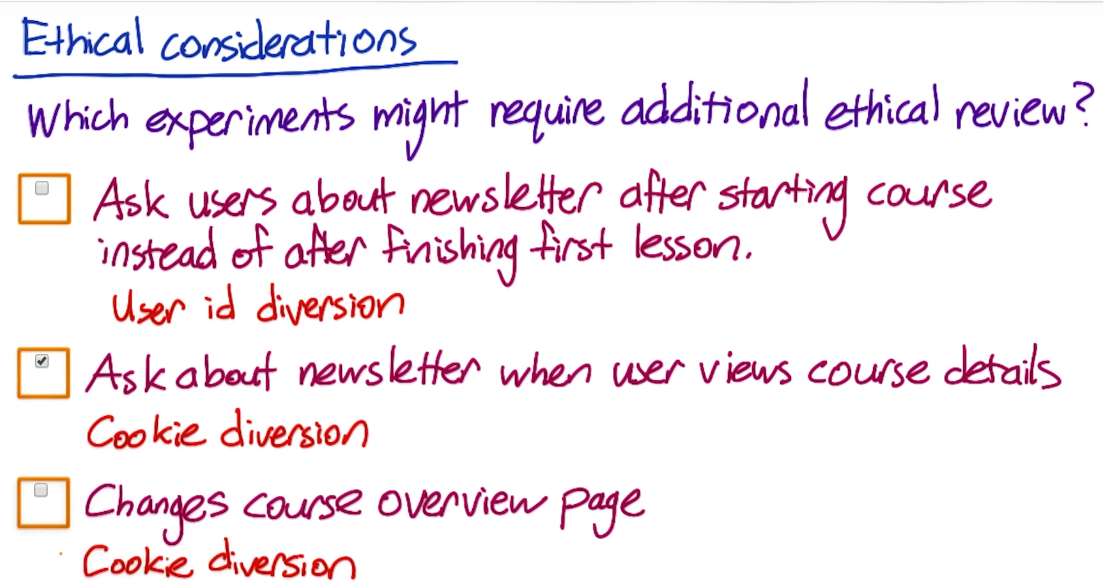 Ethical considerations
Which experiments might require additional ethical review?
Ask users about newsletter after starting course
instead of after finishing first lesson.
User id diversion
Ask about newsletter when user views course details
Cookie diversion
Changes course overview page
Cookie diversion